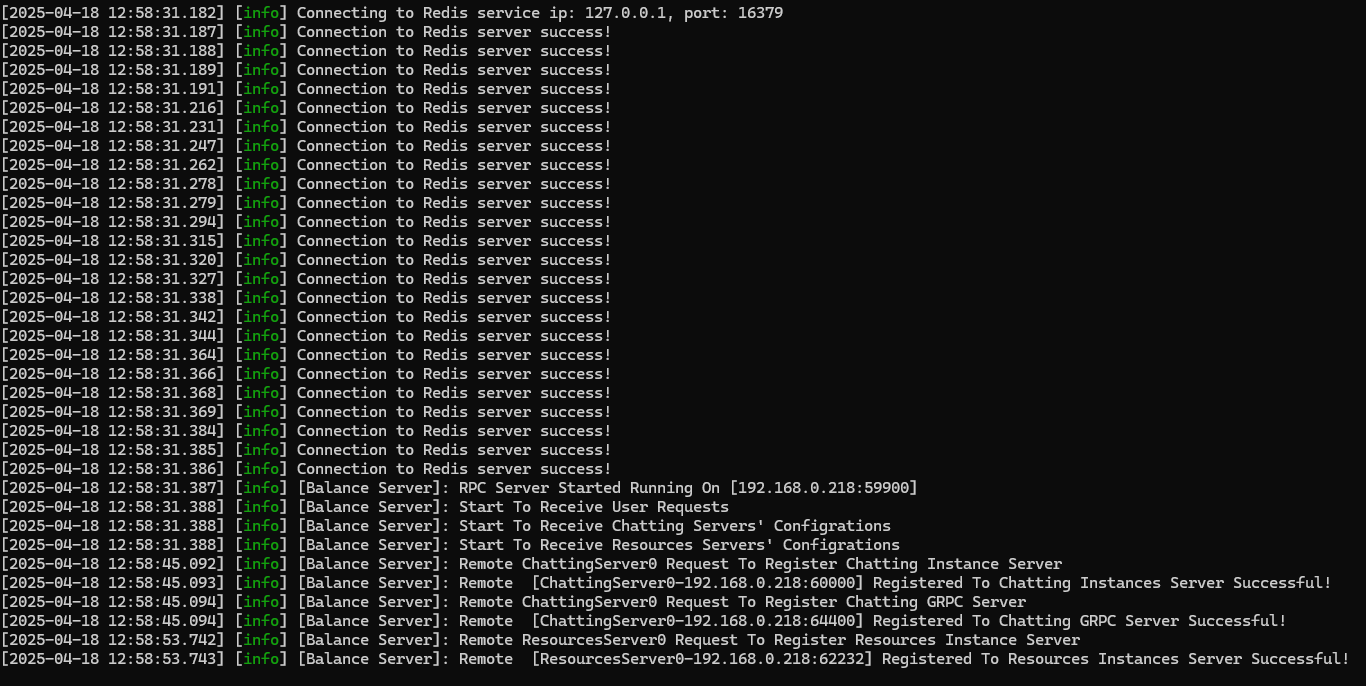 [2025-04-18 12:58:31.182] [info] Connecting to Redis service ip: 127.0.0.1, port: 16379
[2025-04-18 12:58:31.187] [info] Connection to Redis server success!
[2025-04-18 12:58:31.188] [info] Connection to Redis server success!
[2025-04-18 12:58:31.189] [info] Connection to Redis server success!
[2025-04-18 12:58:31.191] [info] Connection to Redis server success!
[2025-04-18 12:58:31.216] [info] Connection to Redis server success!
[2025-04-18 12:58:31.231] [info] Connection to Redis server success!
[2025-04-18 12:58:31.247] [info] Connection to Redis server success!
[2025-04-18 12:58:31.262] [info] Connection to Redis server success!
[2025-04-18 12:58:31.278] [info] Connection to Redis server success!
[2025-04-18 12:58:31.279] [info] Connection to Redis server success!
[2025-04-18 12:58:31.294] [info] Connection to Redis server success!
[2025-04-18 12:58:31.315] [info] Connection to Redis server success!
[2025-04-18 12:58:31.320] [info] Connection to Redis server success!
[2025-04-18 12:58:31.327] [info] Connection to Redis server success!
[2025-04-18 12:58:31.338] [info] Connection to Redis server success!
[2025-04-18 12:58:31.342] [info] Connection to Redis server success!
[2025-04-18 12:58:31.344] [info] Connection to Redis server success!
[2025-04-18 12:58:31.364] [info] Connection to Redis server success!
[2025-04-18 12:58:31.366] [info] Connection to Redis server success!
[2025-04-18 12:58:31.368] [info] Connection to Redis server success!
[2025-04-18 12:58:31.369] [info] Connection to Redis server success!
[2025-04-18 12:58:31.384] [info] Connection to Redis server success!
[2025-04-18 12:58:31.385] [info] Connection to Redis server success!
[2025-04-18 12:58:31.386] [info] Connection to Redis server success!
[2025-04-18 12:58:31.387] [info] [Balance Server]: RPC Server Started Running On [192.168.0.218:59900]
[2025-04-18 12:58:31.388] [info] [Balance Server]: Start To Receive User Requests
[2025-04-18 12:58:31.388] [info] [Balance Server]: Start To Receive Chatting Servers' Configrations
[2025-04-18 12:58:31.388] [info] [Balance Server]: Start To Receive Resources Servers' Configrations
[2025-04-18 12:58:45.092] [info] [Balance Server]: Remote ChattingServer0 Request To Register Chatting Instance Server
[2025-04-18 12:58:45.093] [info] [Balance Server]: Remote  [ChattingServer0-192.168.0.218:60000] Registered To Chatting Instances Server Successful!
[2025-04-18 12:58:45.094] [info] [Balance Server]: Remote ChattingServer0 Request To Register Chatting GRPC Server
[2025-04-18 12:58:45.094] [info] [Balance Server]: Remote  [ChattingServer0-192.168.0.218:64400] Registered To Chatting GRPC Server Successful!
[2025-04-18 12:58:53.742] [info] [Balance Server]: Remote ResourcesServer0 Request To Register Resources Instance Server
[2025-04-18 12:58:53.743] [info] [Balance Server]: Remote  [ResourcesServer0-192.168.0.218:62232] Registered To Resources Instances Server Successful!